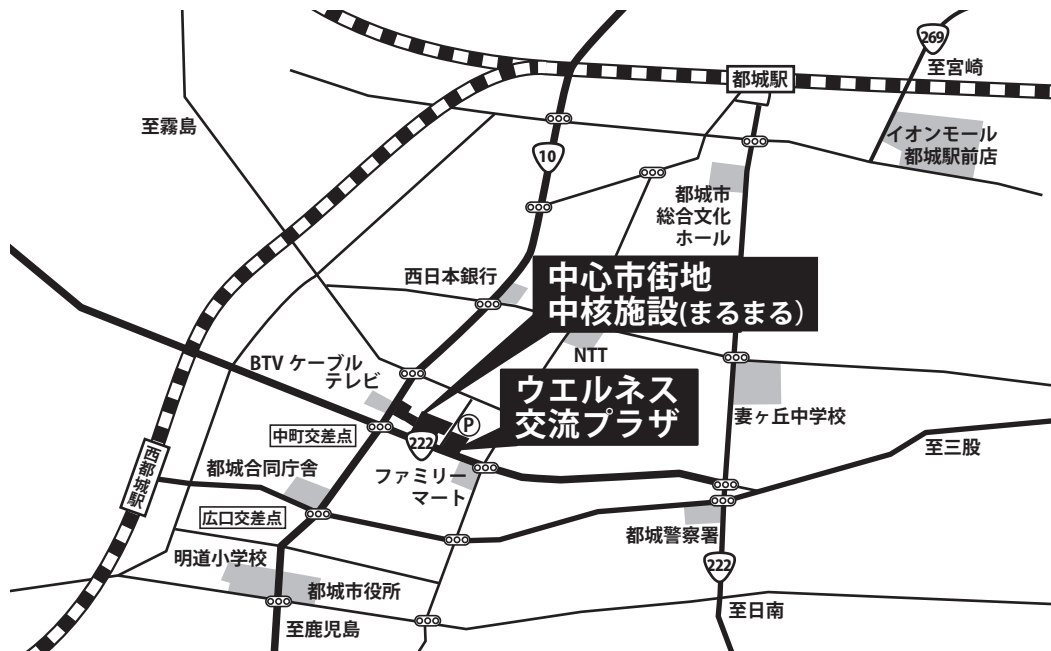 269
至宮崎
都城駅
イオンモール
都城駅前店
至霧島
10
都城市
総合文化
ホール
西日本銀行
中心市街地
中核施設(まるまる）
NTT
BTV ケーブル
テレビ
ウエルネス
交流プラザ
P
222
中町交差点
妻ヶ丘中学校
至三股
都城合同庁舎
ファミリー
マート
西都城駅
広口交差点
都城警察署
明道小学校
222
都城市役所
至日南
至鹿児島